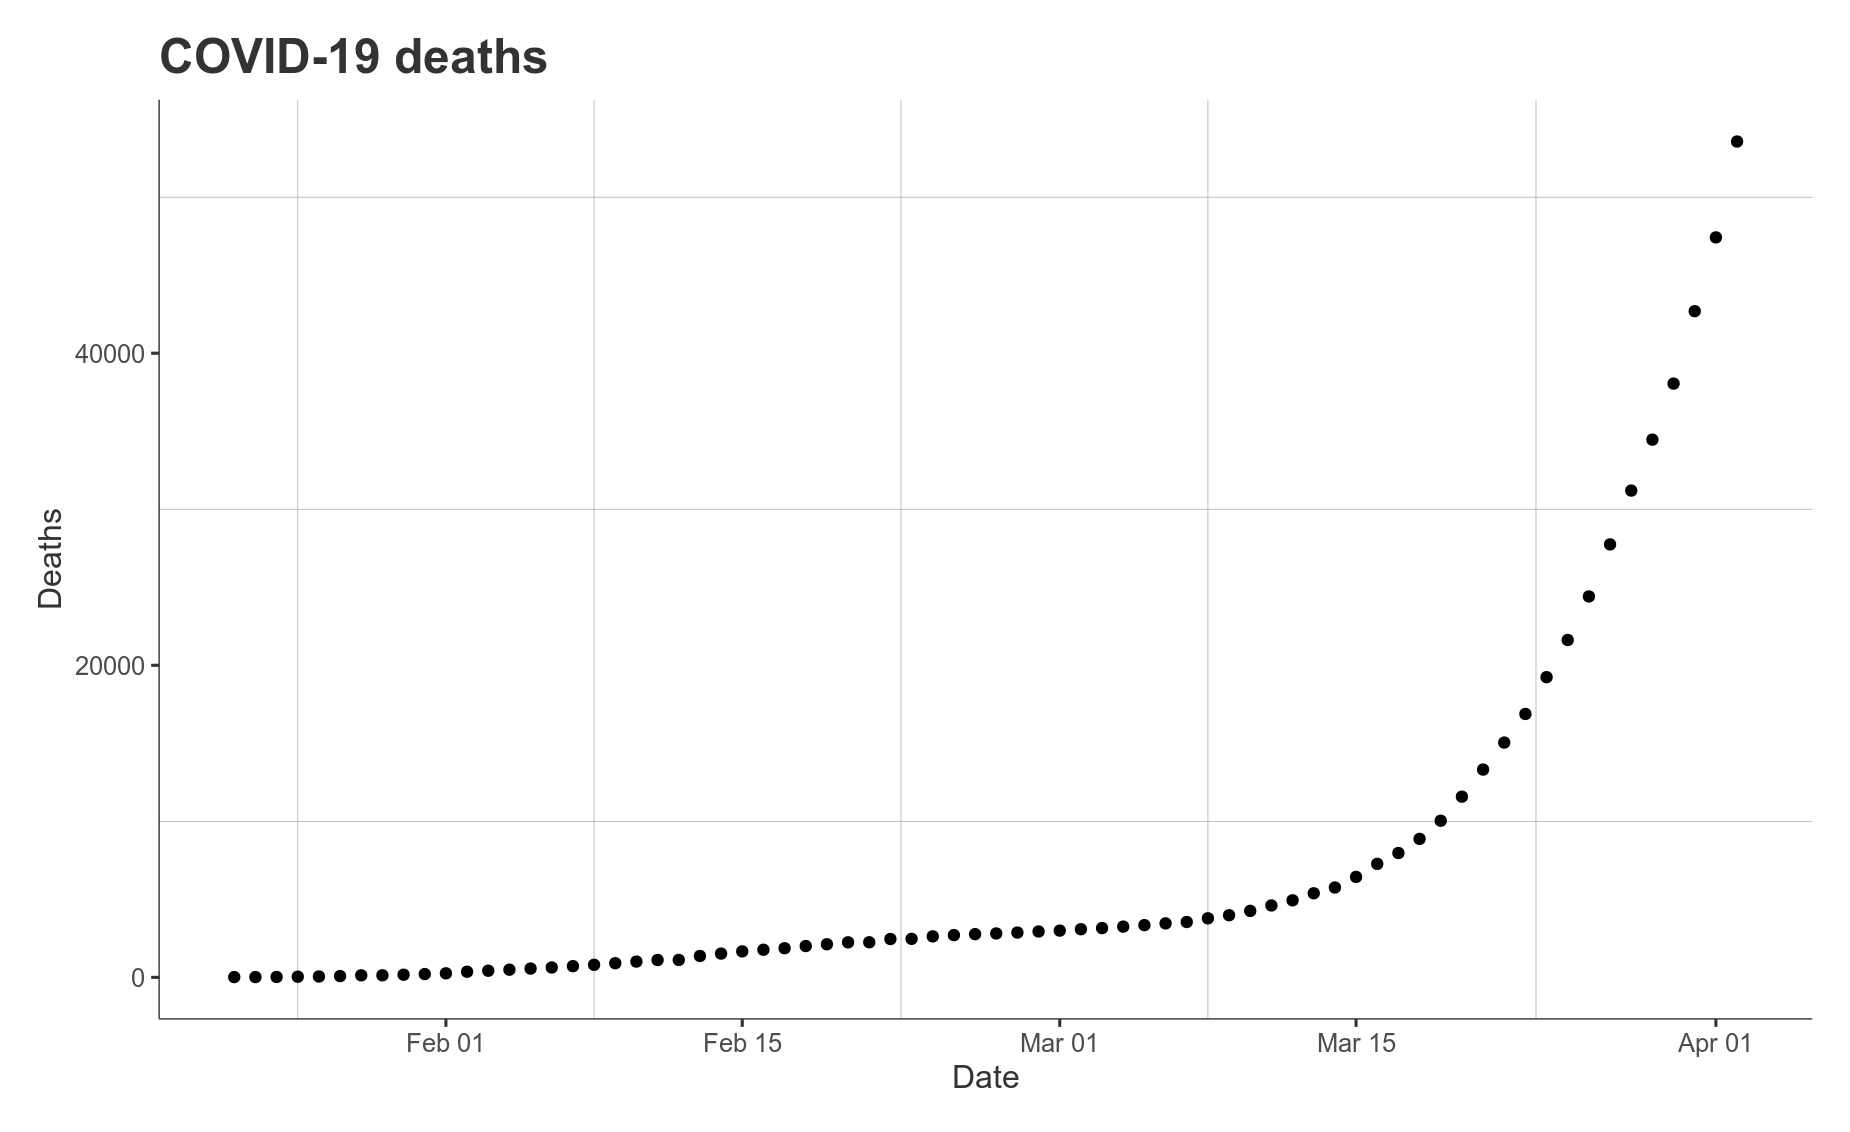 COVID-19 deaths
Deaths
40000
20000
0
Feb 01
Feb 15
Mar 01
Mar 15
Apr 01
Date